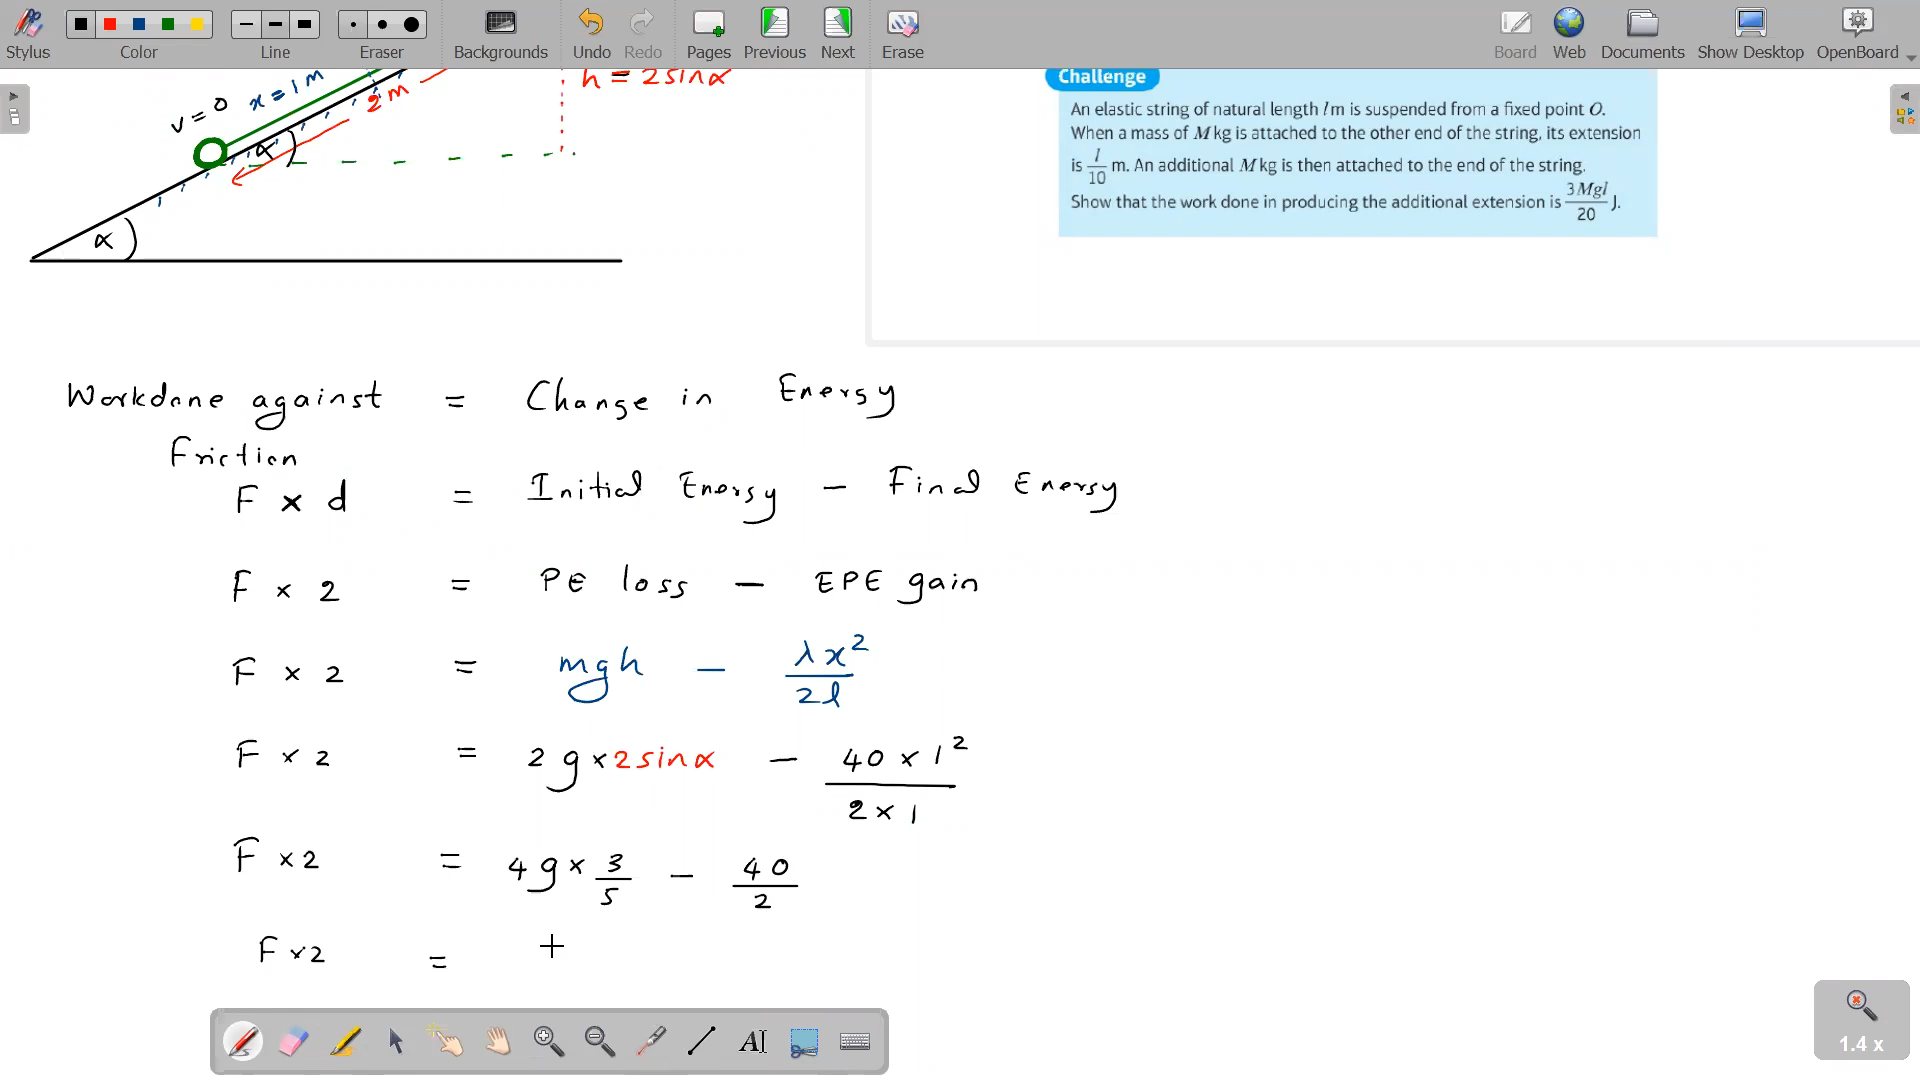 Stylus
Color
Line
Eraser
Backgrounds
Undo
Redo
Pages
Previous
Next
Erase
Board
Web
Documents
Show Desktop
OpenBoard
v = 0
x = 1 m
2 m
h = 2 sin α
α
α
Challenge
An elastic string of natural length l m is suspended from a fixed point O.
When a mass of M kg is attached to the other end of the string, its extension
is l/10 m. An additional M kg is then attached to the end of the string.
Show that the work done in producing the additional extension is 3Mgl/20 J.
Workdone against = Change in Energy
Friction
F × d = Initial Energy − Final Energy
F × 2 = PE loss − EPE gain
F × 2 = mgh − λx²/2l
F × 2 = 2g × 2 sin α − 40 × 1²/2 × 1
F × 2 = 4g × 3/5 − 40/2
F × 2 =
AI
1.4 x